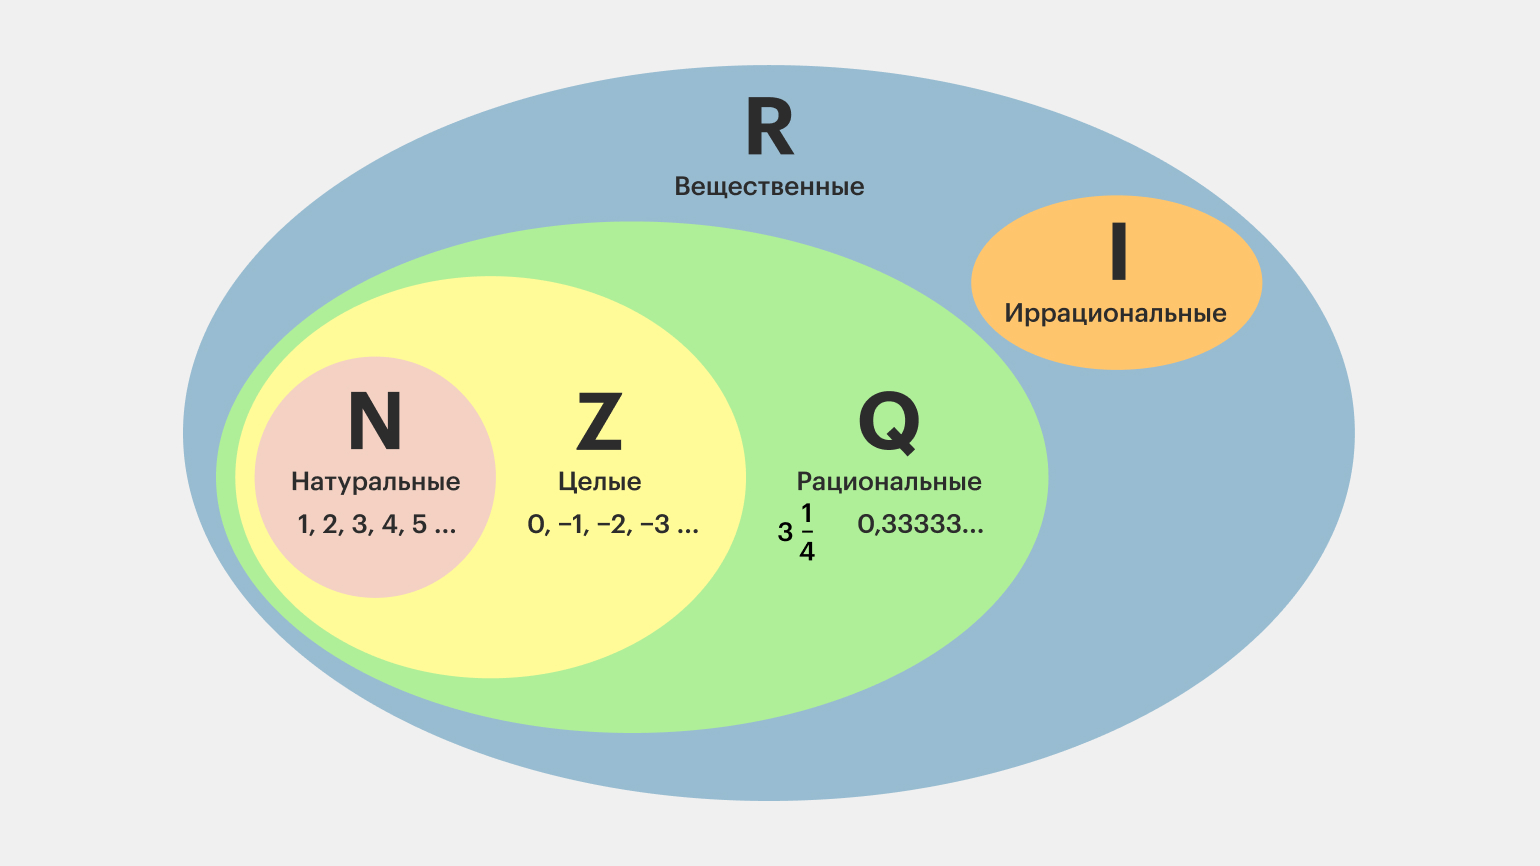 R
Вещественные
I
Иррациональные
N
Натуральные
1, 2, 3, 4, 5 ...
Z
Целые
0, −1, −2, −3 ...
Q
Рациональные
3 1/4
0,33333...